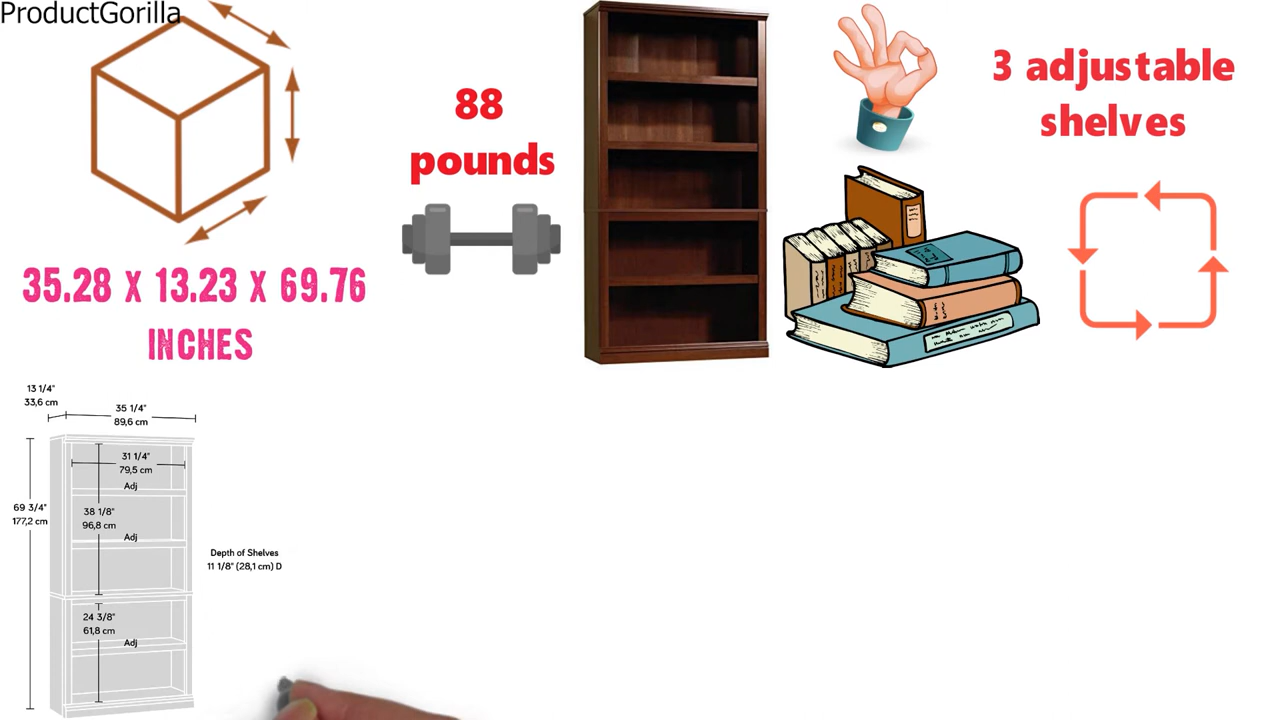 ProductGorilla
35.28 x 13.23 x 69.76
INCHES
88
pounds
3 adjustable
shelves
13 1/4"
33,6 cm
35 1/4"
89,6 cm
31 1/4"
79,5 cm
Adj
69 3/4"
177,2 cm
38 1/8"
96,8 cm
Adj
Depth of Shelves
11 1/8" (28,1 cm) D
24 3/8"
61,8 cm
Adj